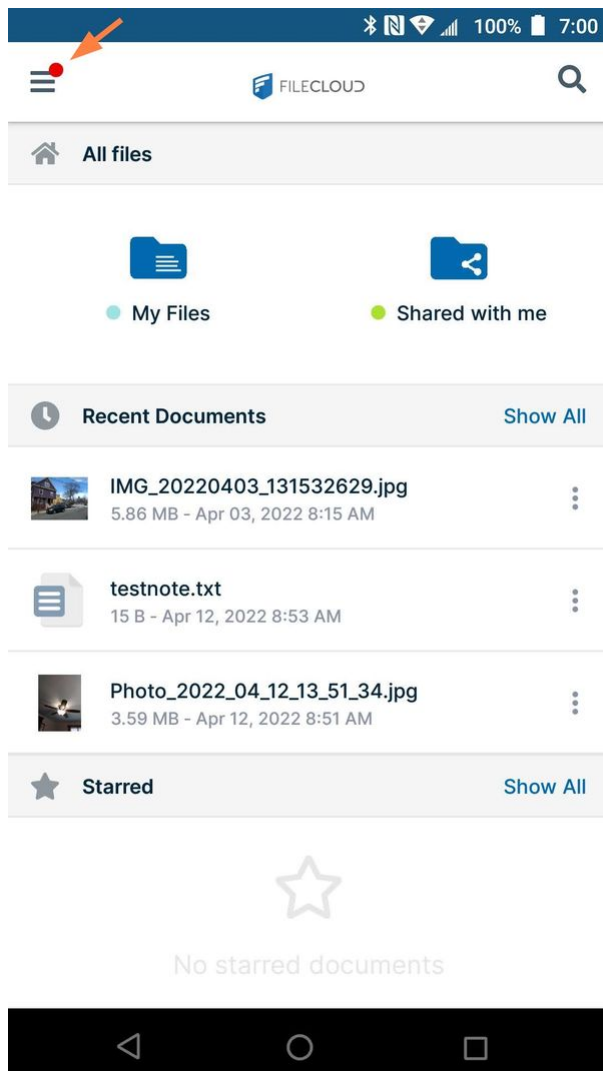 100% 7:00
FILECLOUD
All files
My Files Shared with me
Recent Documents Show All
IMG_20220403_131532629.jpg
5.86 MB - Apr 03, 2022 8:15 AM
testnote.txt
15 B - Apr 12, 2022 8:53 AM
Photo_2022_04_12_13_51_34.jpg
3.59 MB - Apr 12, 2022 8:51 AM
Starred Show All
No starred documents